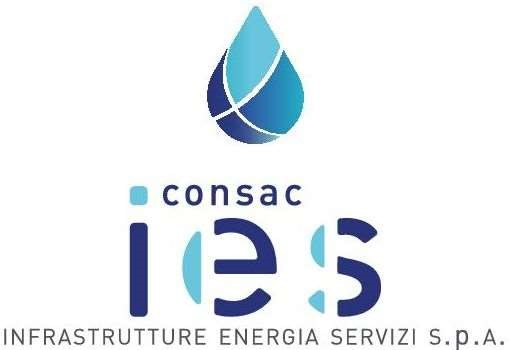 consac
ies
INFRASTRUTTURE ENERGIA SERVIZI S.p.A.